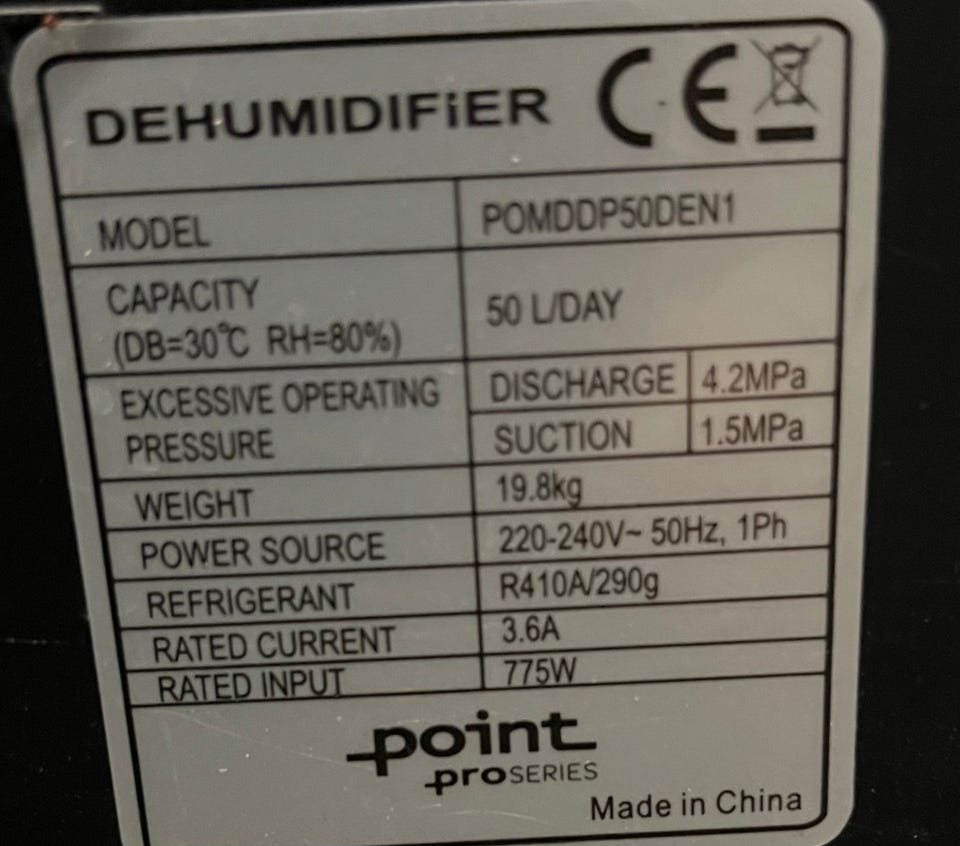 DEHUMIDIFiER CE
MODEL POMDDP50DEN1
CAPACITY
(DB=30℃ RH=80%) 50 L/DAY
EXCESSIVE OPERATING
PRESSURE
DISCHARGE 4.2MPa
SUCTION 1.5MPa
WEIGHT 19.8kg
POWER SOURCE 220-240V~ 50Hz, 1Ph
REFRIGERANT R410A/290g
RATED CURRENT 3.6A
RATED INPUT 775W
point
pro SERIES
Made in China